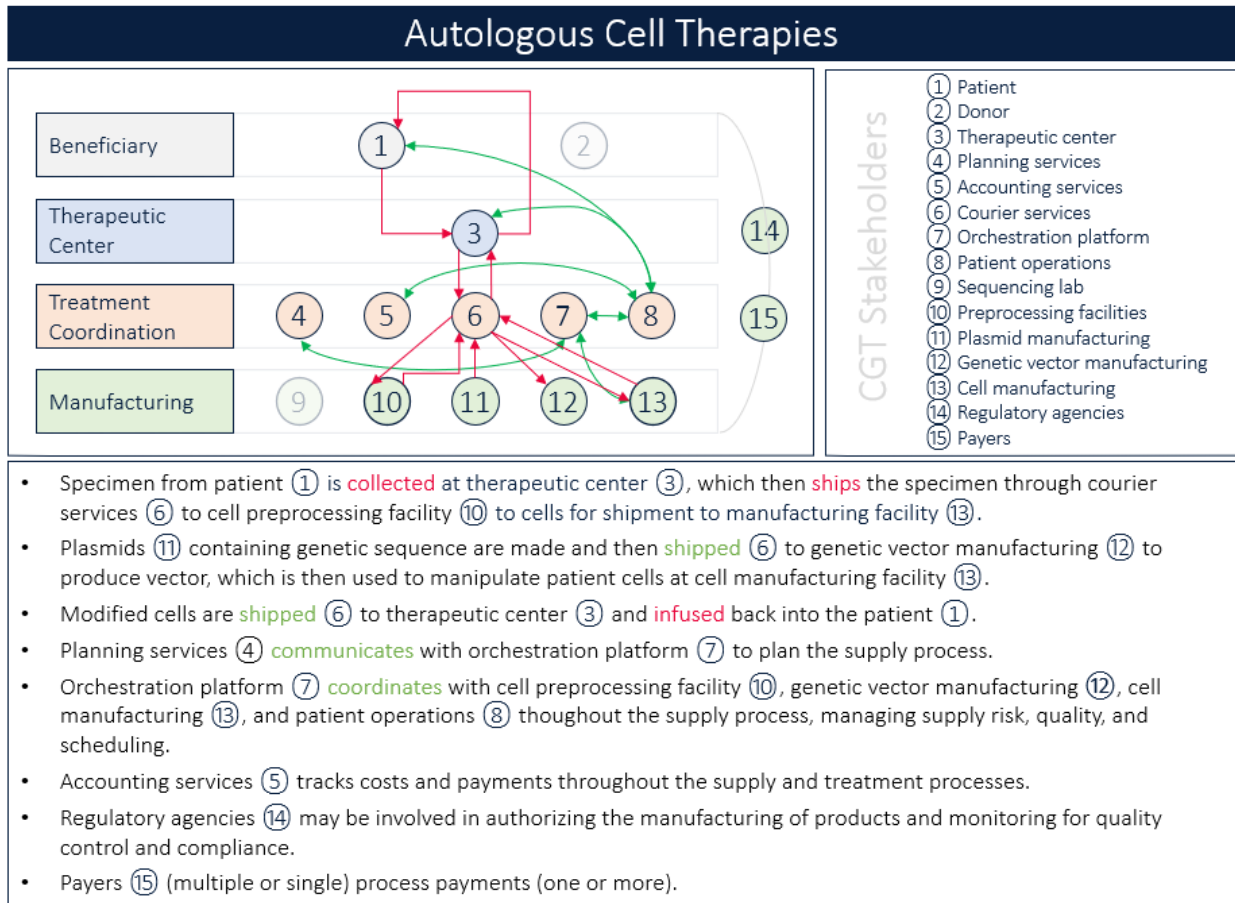 Autologous Cell Therapies
Beneficiary
1
2
Therapeutic
Center
3
14
Treatment
Coordination
4
5
6
7
8
15
Manufacturing
9
10
11
12
13
CGT Stakeholders
1 Patient
2 Donor
3 Therapeutic center
4 Planning services
5 Accounting services
6 Courier services
7 Orchestration platform
8 Patient operations
9 Sequencing lab
10 Preprocessing facilities
11 Plasmid manufacturing
12 Genetic vector manufacturing
13 Cell manufacturing
14 Regulatory agencies
15 Payers
• Specimen from patient 1 is collected at therapeutic center 3, which then ships the specimen through courier
services 6 to cell preprocessing facility 10 to cells for shipment to manufacturing facility 13.
• Plasmids 11 containing genetic sequence are made and then shipped 6 to genetic vector manufacturing 12 to
produce vector, which is then used to manipulate patient cells at cell manufacturing facility 13.
• Modified cells are shipped 6 to therapeutic center 3 and infused back into the patient 1.
• Planning services 4 communicates with orchestration platform 7 to plan the supply process.
• Orchestration platform 7 coordinates with cell preprocessing facility 10, genetic vector manufacturing 12, cell
manufacturing 13, and patient operations 8 thoughout the supply process, managing supply risk, quality, and
scheduling.
• Accounting services 5 tracks costs and payments throughout the supply and treatment processes.
• Regulatory agencies 14 may be involved in authorizing the manufacturing of products and monitoring for quality
control and compliance.
• Payers 15 (multiple or single) process payments (one or more).